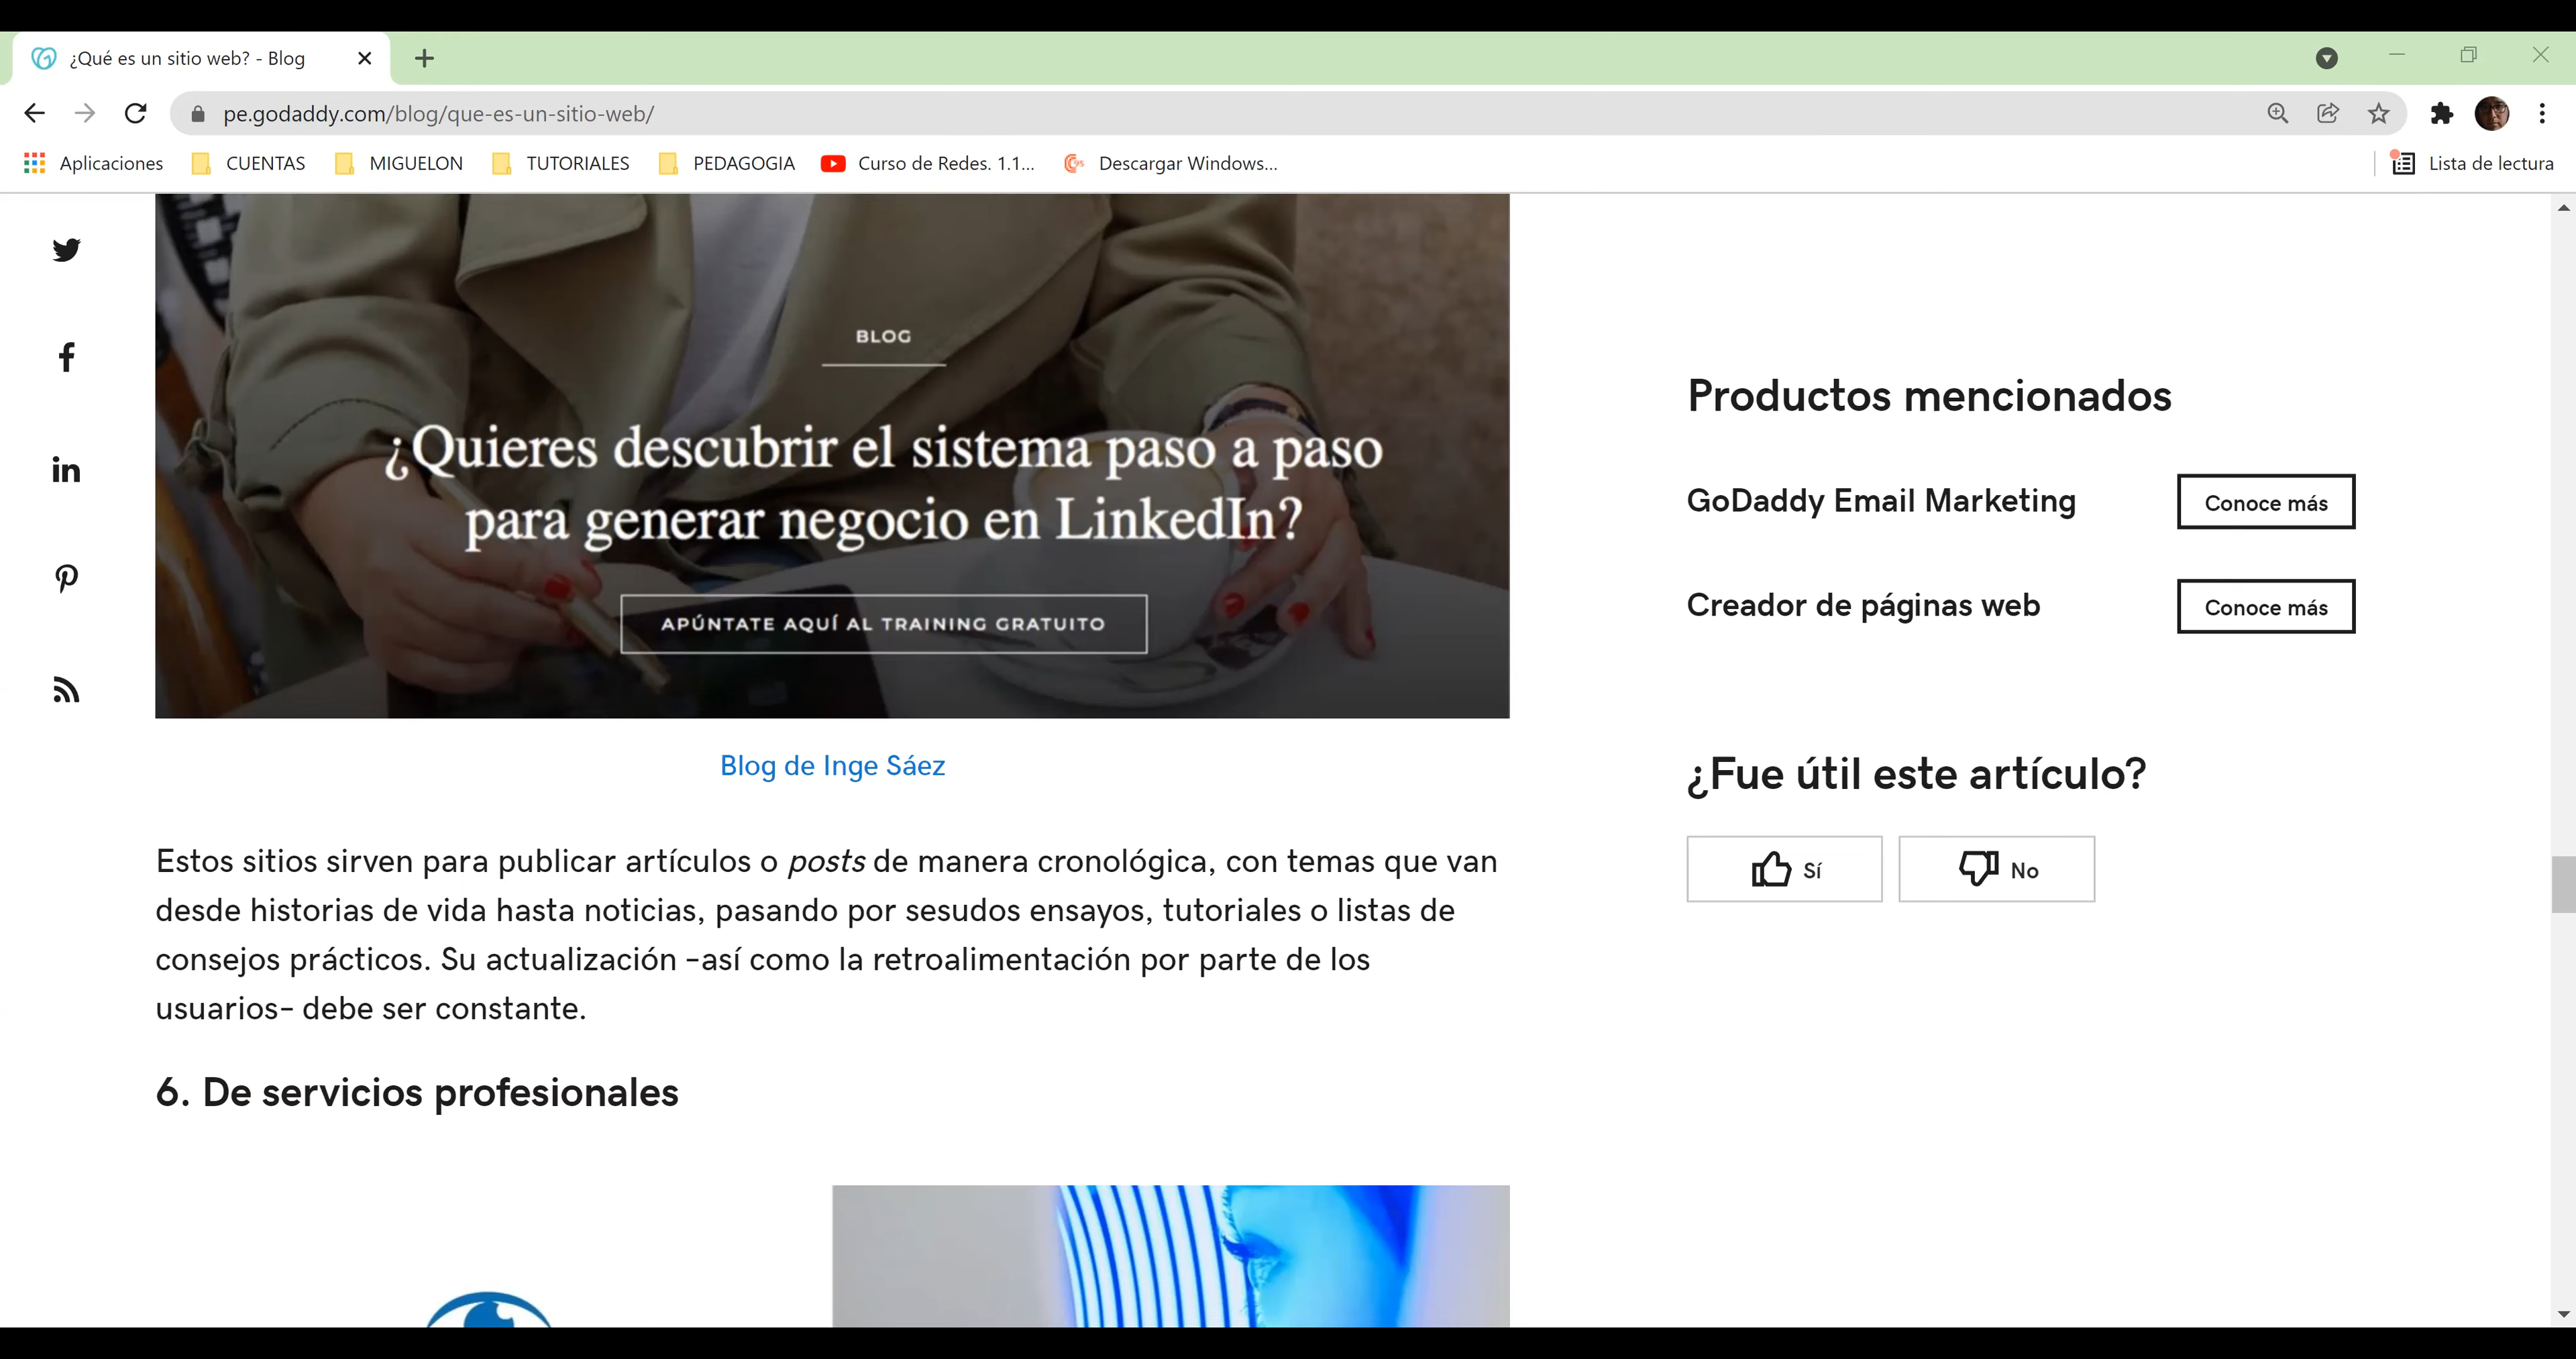 ¿Qué es un sitio web? - Blog
pe.godaddy.com/blog/que-es-un-sitio-web/
Aplicaciones CUENTAS MIGUELON TUTORIALES PEDAGOGIA Curso de Redes. 1.1... Descargar Windows... Lista de lectura
BLOG
¿Quieres descubrir el sistema paso a paso
para generar negocio en LinkedIn?
APÚNTATE AQUÍ AL TRAINING GRATUITO
Blog de Inge Sáez
Estos sitios sirven para publicar artículos o posts de manera cronológica, con temas que van
desde historias de vida hasta noticias, pasando por sesudos ensayos, tutoriales o listas de
consejos prácticos. Su actualización –así como la retroalimentación por parte de los
usuarios– debe ser constante.
6. De servicios profesionales
Productos mencionados
GoDaddy Email Marketing Conoce más
Creador de páginas web Conoce más
¿Fue útil este artículo?
Sí No